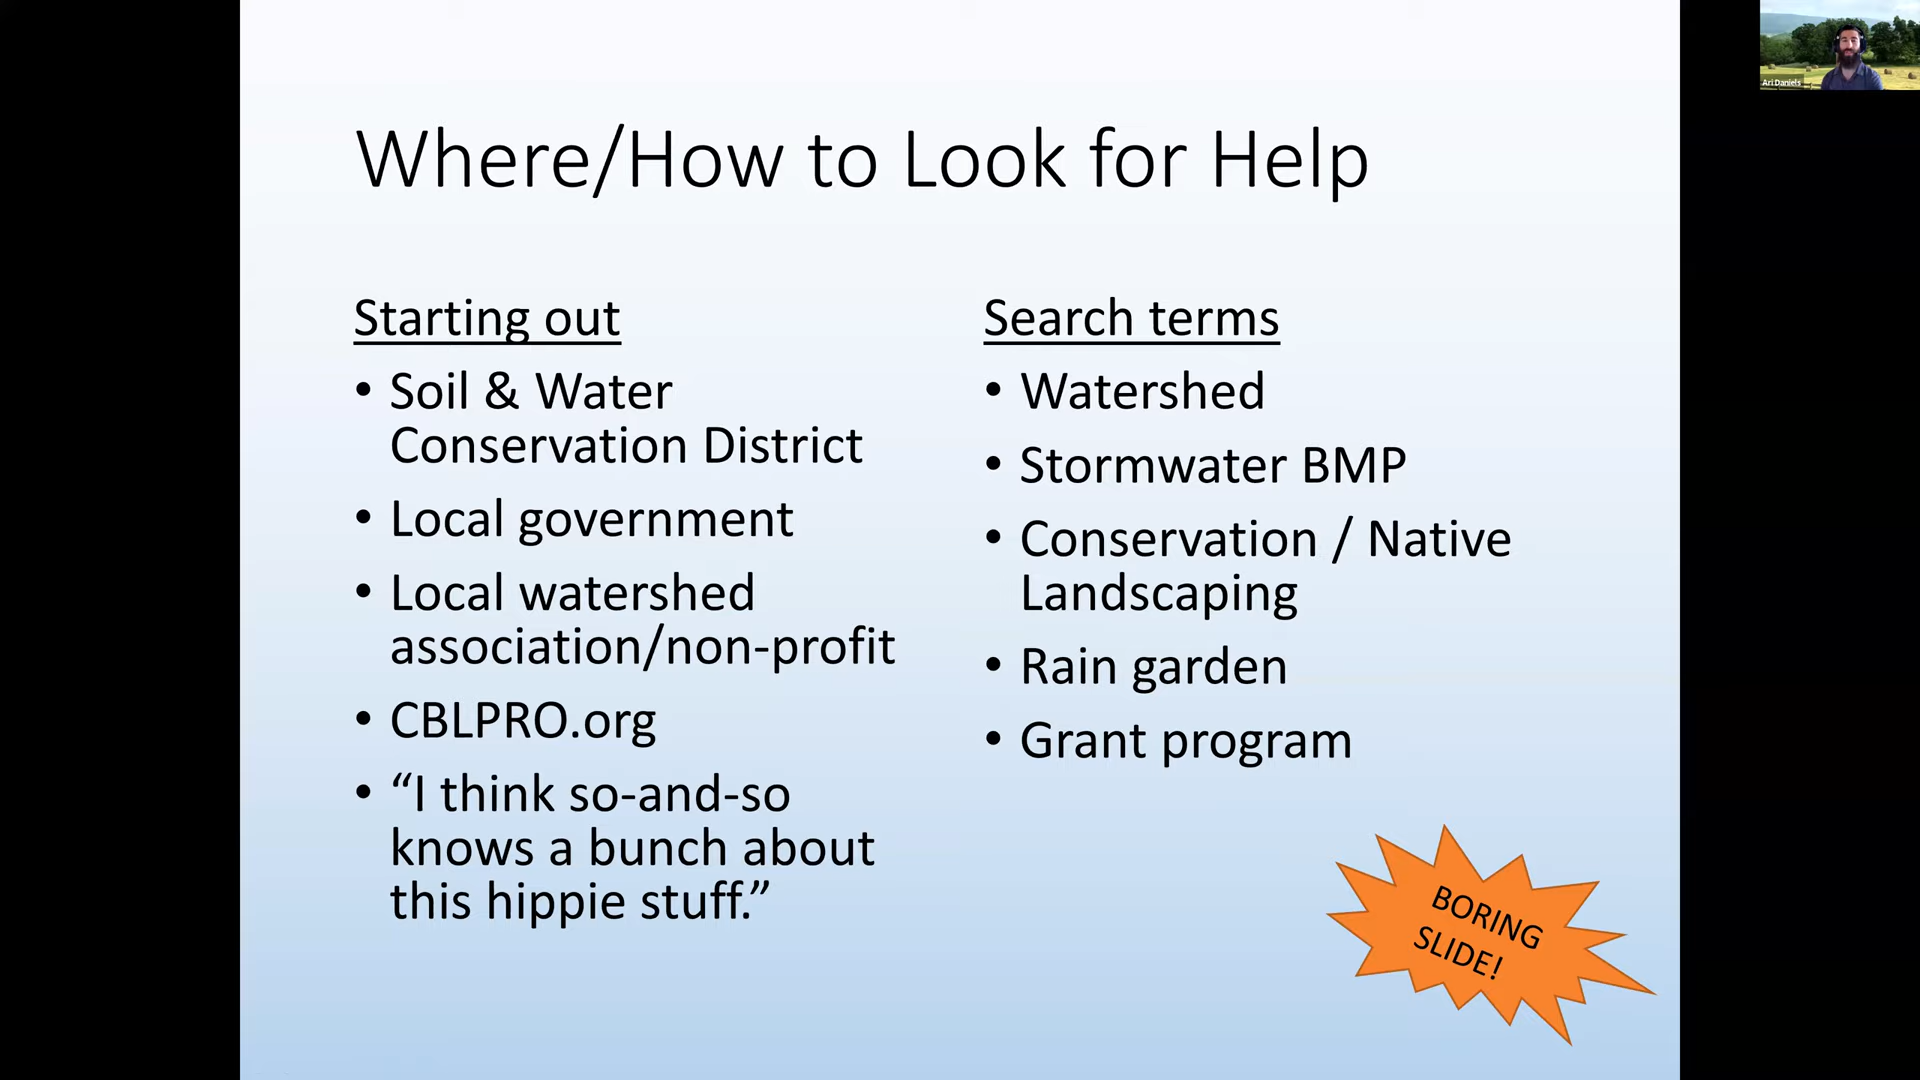 Where/How to Look for Help
Starting out
• Soil & Water
Conservation District
• Local government
• Local watershed
association/non-profit
• CBLPRO.org
• “I think so-and-so
knows a bunch about
this hippie stuff.”
Search terms
• Watershed
• Stormwater BMP
• Conservation / Native
Landscaping
• Rain garden
• Grant program
BORING
SLIDE!
Ari Daniels